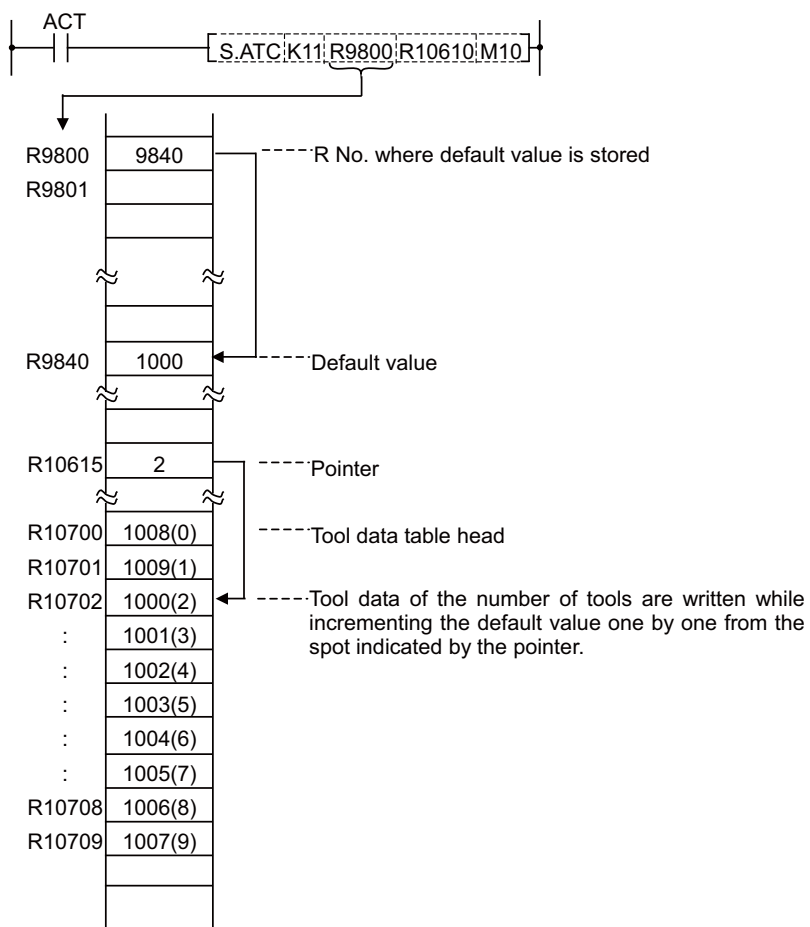 ACT
S.ATC K11 R9800 R10610 M10
R9800 9840 R No. where default value is stored
R9801
R9840 1000 Default value
R10615 2 Pointer
R10700 1008(0) Tool data table head
R10701 1009(1)
R10702 1000(2) Tool data of the number of tools are written while
: 1001(3) incrementing the default value one by one from the
spot indicated by the pointer.
: 1002(4)
: 1003(5)
: 1004(6)
: 1005(7)
R10708 1006(8)
R10709 1007(9)